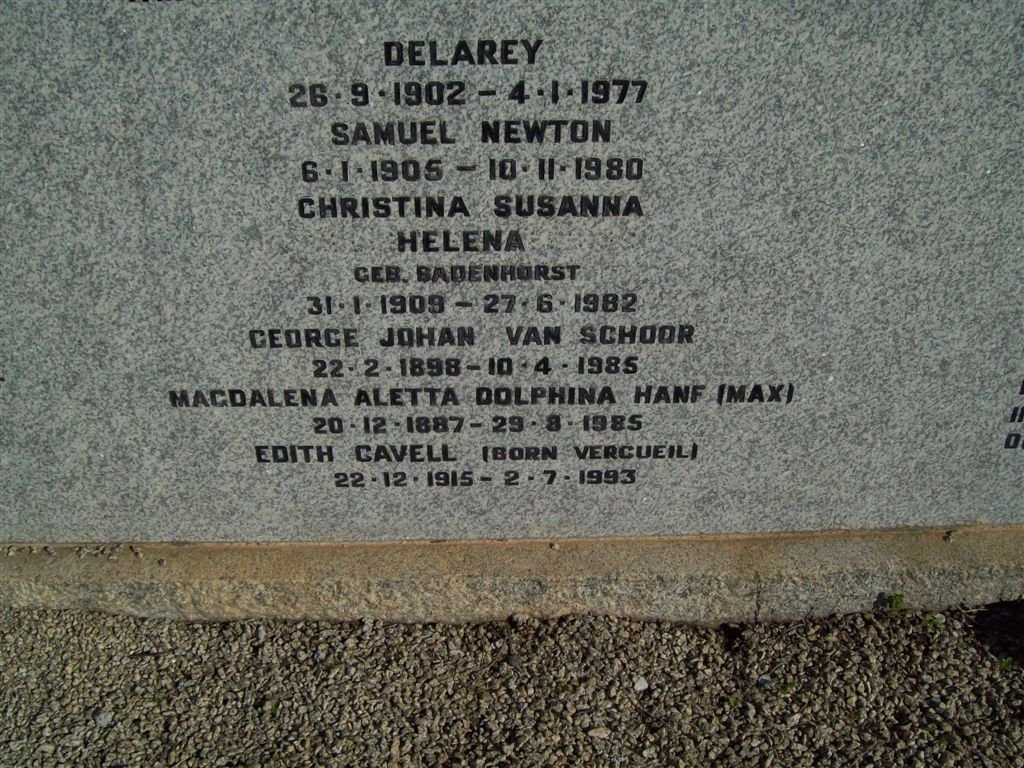 DELAREY
26·9·1902 – 4·1·1977
SAMUEL NEWTON
6·1·1905 – 10·11·1980
CHRISTINA SUSANNA
HELENA
GEB. BADENHORST
31·1·1909 – 27·6·1982
GEORGE JOHAN VAN SCHOOR
22·2·1898 – 10·4·1985
MAGDALENA ALETTA DOLPHINA HANF (MAX)
20·12·1887 – 29·8·1985
EDITH CAVELL (BORN VERGUEIL)
22·12·1915 – 2·7·1993